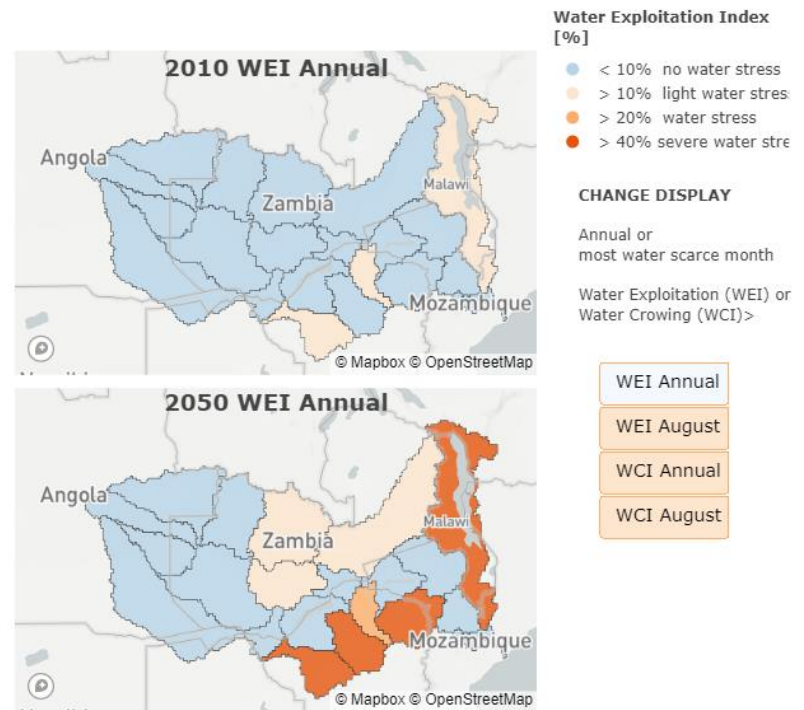 Water Exploitation Index
[%]
< 10% no water stress
> 10% light water stres
> 20% water stress
> 40% severe water stre
2010 WEI Annual
Angola
Zambia
Malawi
Mozambique
© Mapbox © OpenStreetMap
CHANGE DISPLAY
Annual or
most water scarce month
Water Exploitation (WEI) or
Water Crowing (WCI)>
WEI Annual
WEI August
WCI Annual
WCI August
2050 WEI Annual
Angola
Zambia
Malawi
Mozambique
© Mapbox © OpenStreetMap